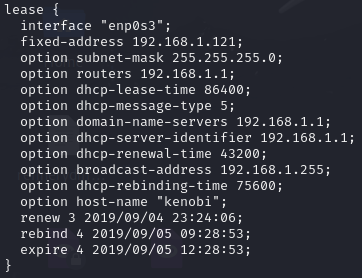 lease {
  interface "enp0s3";
  fixed-address 192.168.1.121;
  option subnet-mask 255.255.255.0;
  option routers 192.168.1.1;
  option dhcp-lease-time 86400;
  option dhcp-message-type 5;
  option domain-name-servers 192.168.1.1;
  option dhcp-server-identifier 192.168.1.1;
  option dhcp-renewal-time 43200;
  option broadcast-address 192.168.1.255;
  option dhcp-rebinding-time 75600;
  option host-name "kenobi";
  renew 3 2019/09/04 23:24:06;
  rebind 4 2019/09/05 09:28:53;
  expire 4 2019/09/05 12:28:53;
}